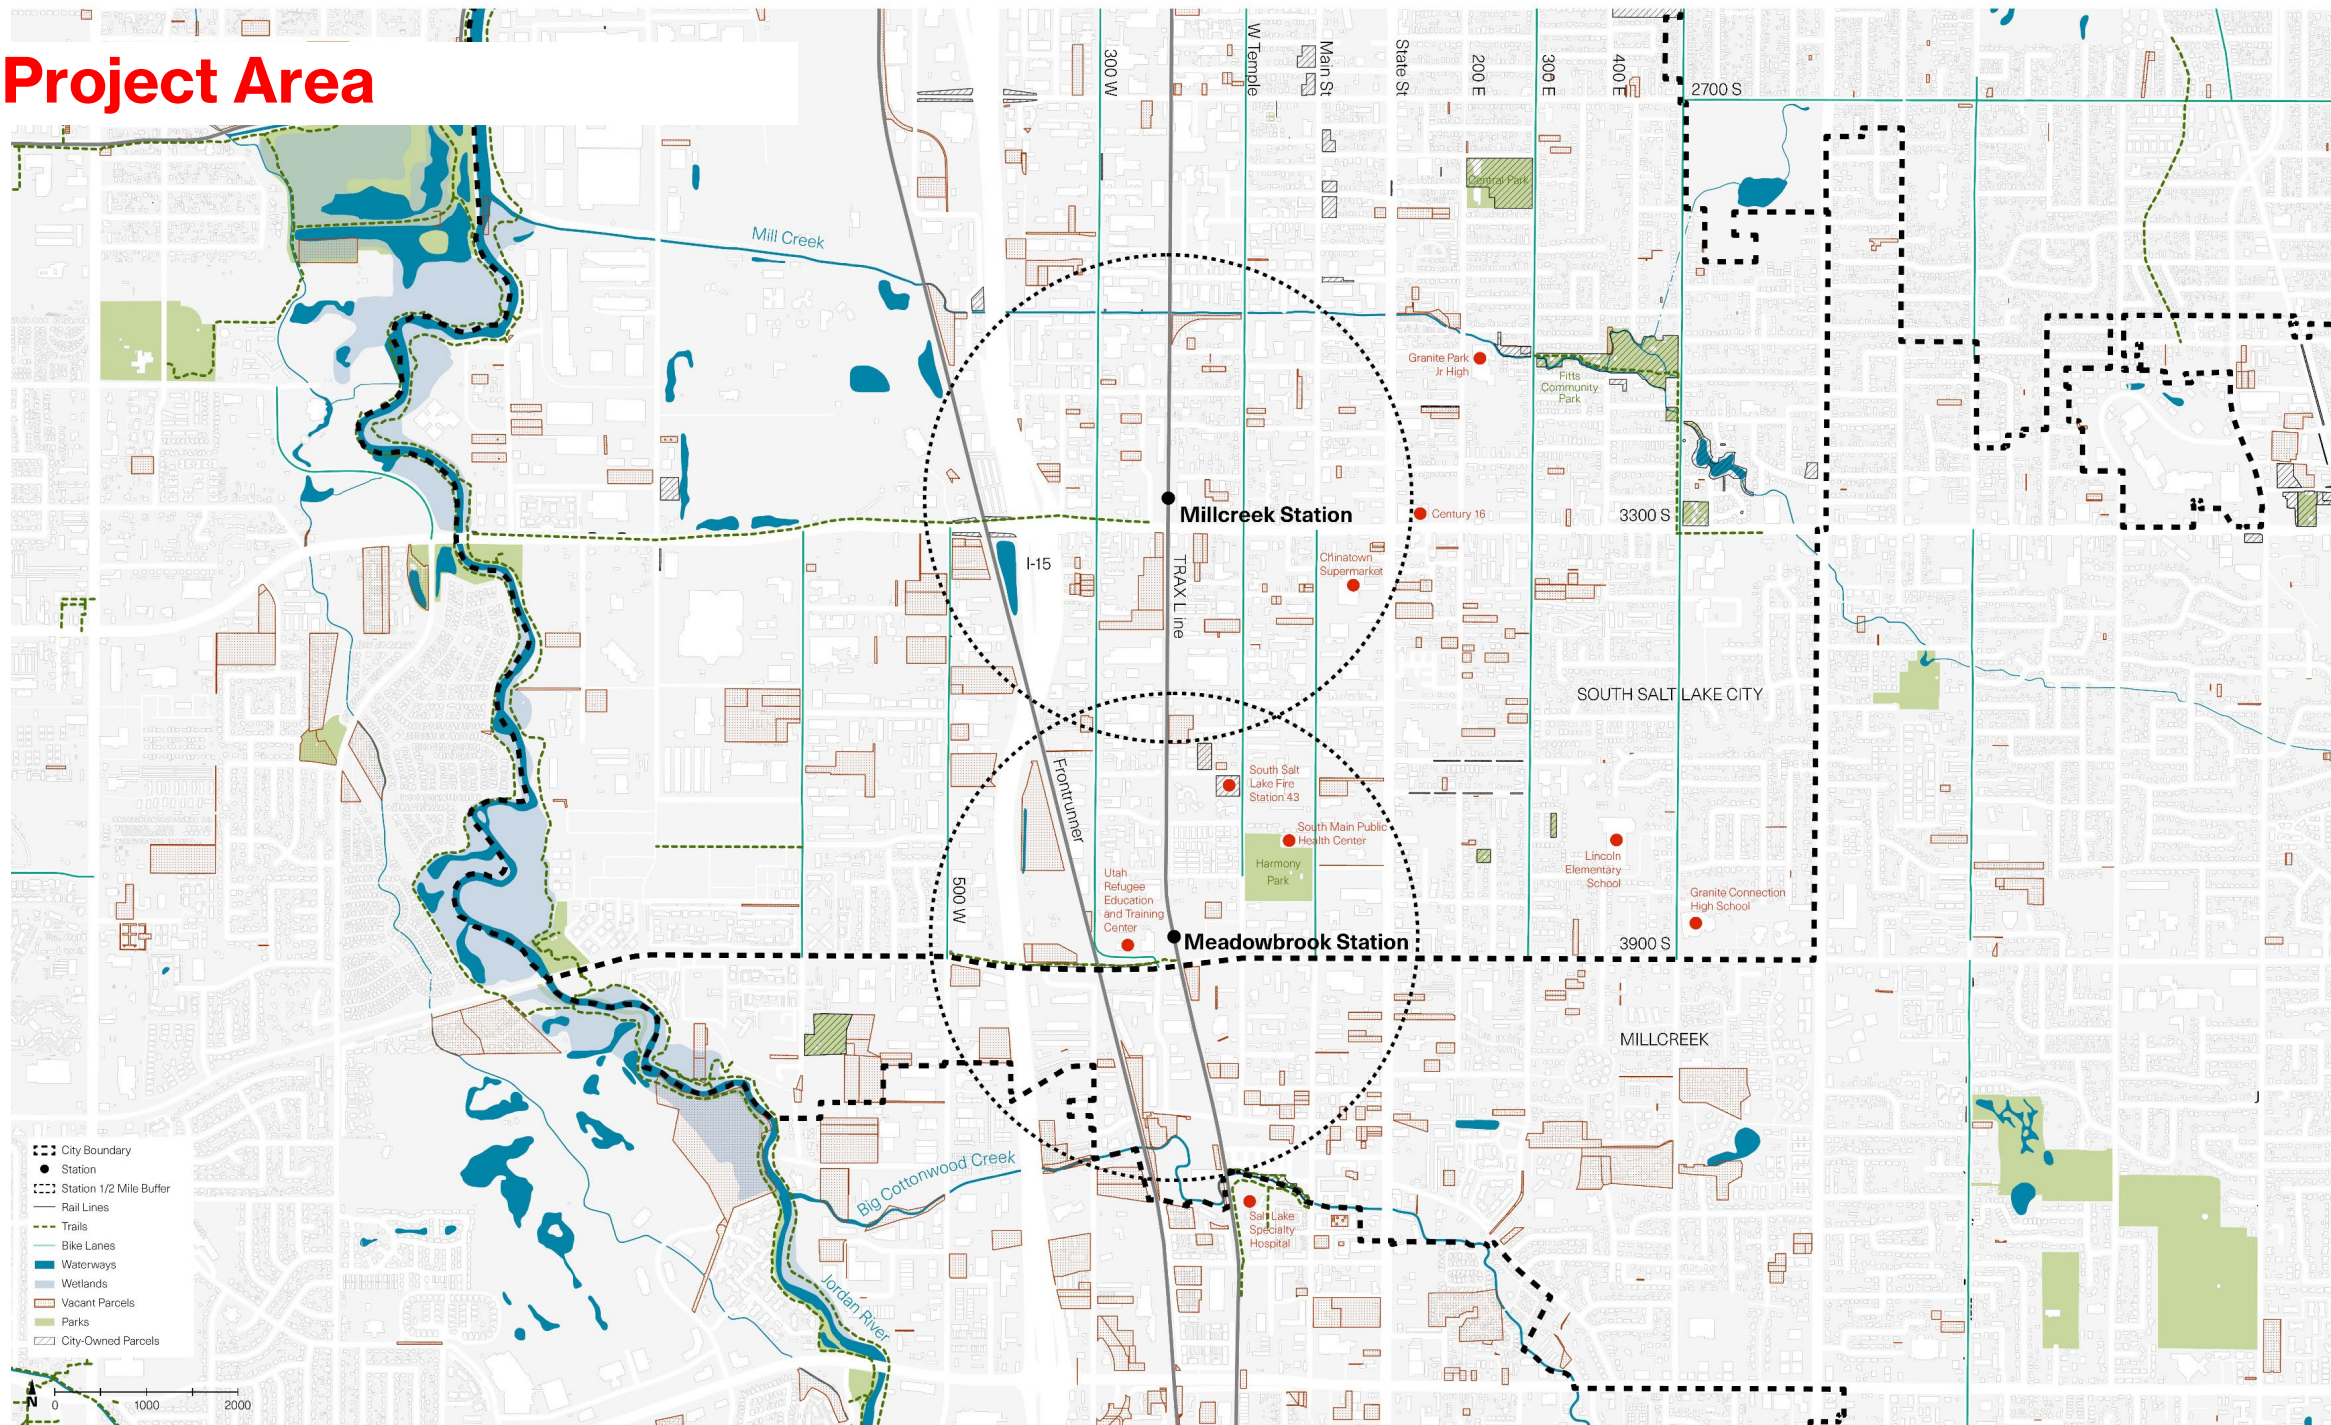 Project Area
300 W
W Temple
Main St
State St
200 E
300 E
400 E
2700 S
Central Park
Mill Creek
Granite Park
Jr High
Fitts
Community
Park
Millcreek Station
Century 16
3300 S
I-15
TRAX Line
Chinatown
Supermarket
SOUTH SALT LAKE CITY
Frontrunner
South Salt
Lake Fire
Station 43
South Main Public
Health Center
Harmony
Park
Lincoln
Elementary
School
Granite Connection
High School
500 W
Utah
Refugee
Education
and Training
Center
Meadowbrook Station
3900 S
MILLCREEK
Big Cottonwood Creek
Salt Lake
Specialty
Hospital
Jordan River
City Boundary
Station
Station 1/2 Mile Buffer
Rail Lines
Trails
Bike Lanes
Waterways
Wetlands
Vacant Parcels
Parks
City-Owned Parcels
N
0 1000 2000